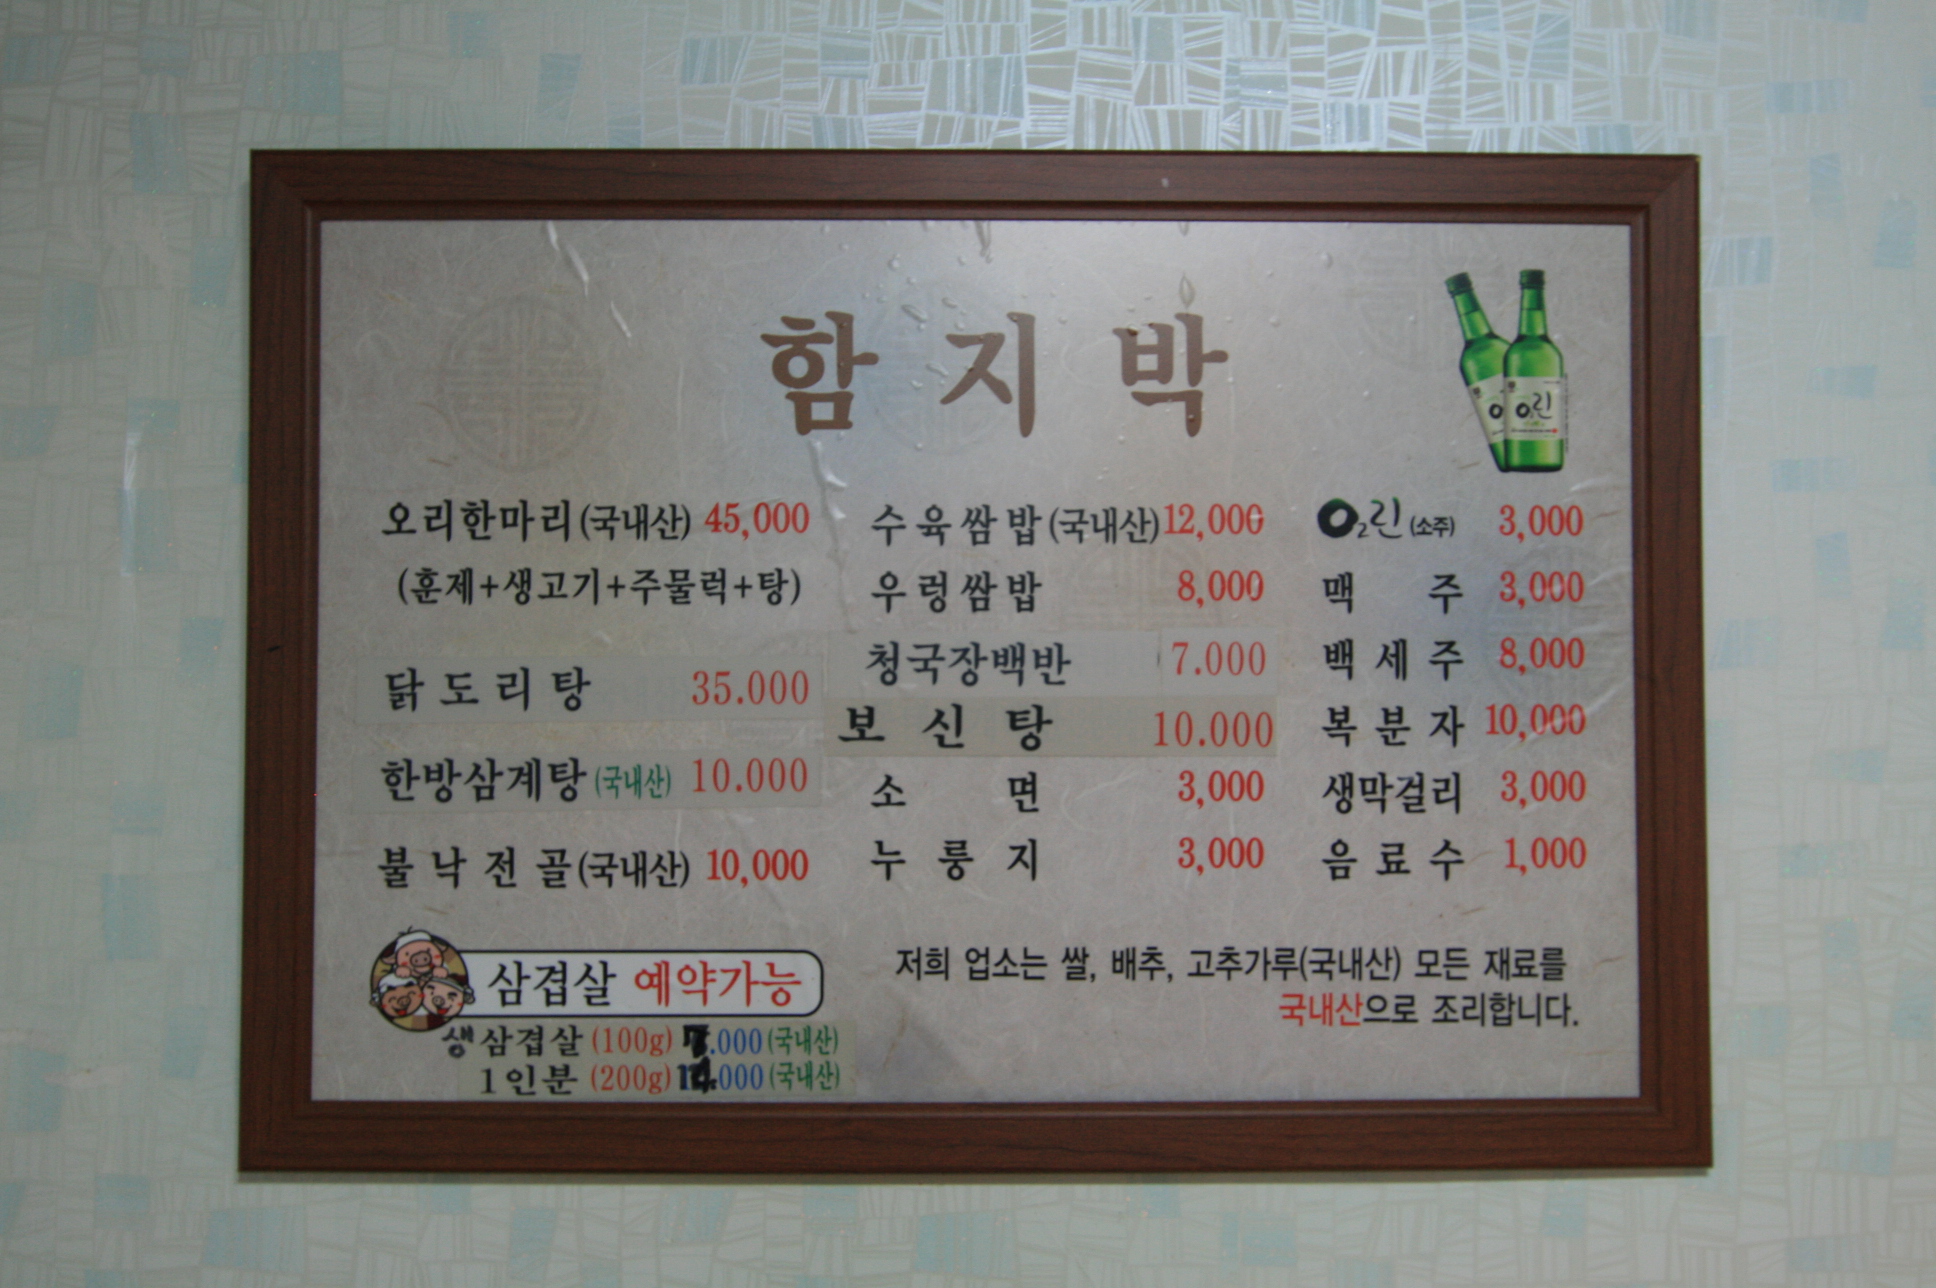 함 지 박
O₂린
오리한마리(국내산) 45,000
(훈제+생고기+주물럭+탕)
닭도리탕 35.000
한방삼계탕(국내산) 10.000
불낙전골(국내산) 10,000
수육쌈밥(국내산) 12,000
우렁쌈밥 8,000
청국장백반 7.000
보신탕 10.000
소면 3,000
누룽지 3,000
O₂린(소주) 3,000
맥주 3,000
백세주 8,000
복분자 10,000
생막걸리 3,000
음료수 1,000
삼겹살 예약가능
생삼겹살 (100g) 7.000 (국내산)
1인분 (200g) 14.000 (국내산)
저희 업소는 쌀, 배추, 고추가루(국내산) 모든 재료를
국내산으로 조리합니다.